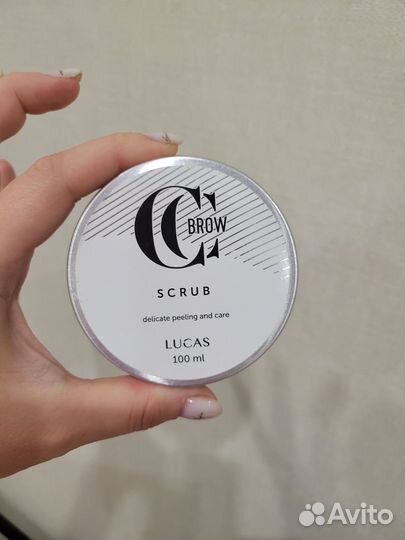 CC
BROW
SCRUB
delicate peeling and care
LUCAS
100 ml
Avito